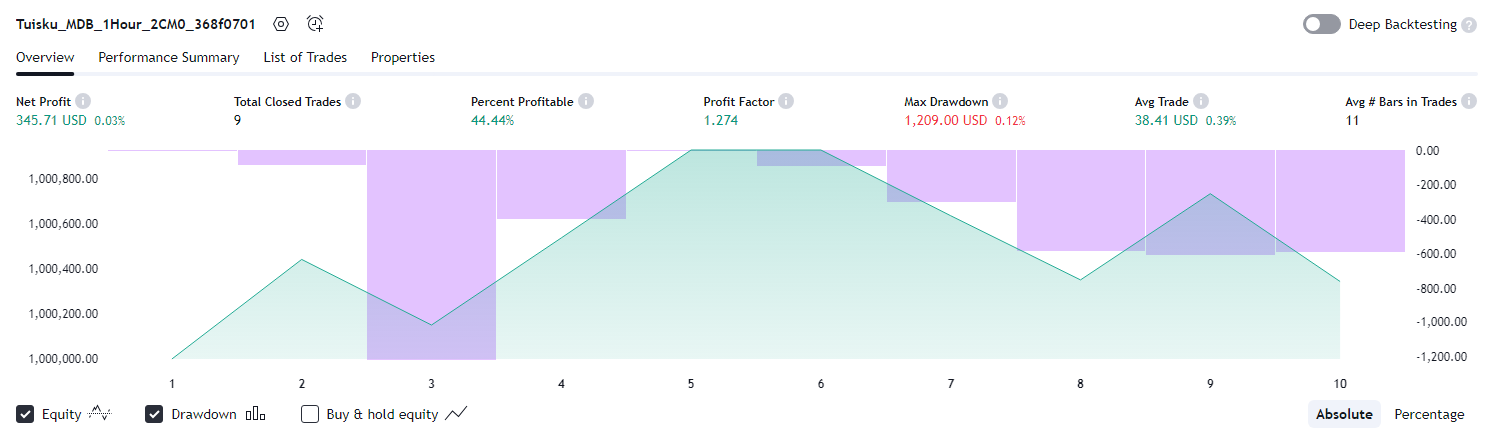 Tuisku_MDB_1Hour_2CM0_368f0701 Deep Backtesting ?
Overview Performance Summary List of Trades Properties
Net Profit Total Closed Trades Percent Profitable Profit Factor Max Drawdown Avg Trade Avg # Bars in Trades
345.71 USD 0.03% 9 44.44% 1.274 1,209.00 USD 0.12% 38.41 USD 0.39% 11
0.00
1,000,800.00 -200.00
1,000,600.00 -400.00
1,000,400.00 -600.00
1,000,200.00 -800.00
1,000,000.00 -1,000.00
-1,200.00
1 2 3 4 5 6 7 8 9 10
Equity Drawdown Buy & hold equity Absolute Percentage